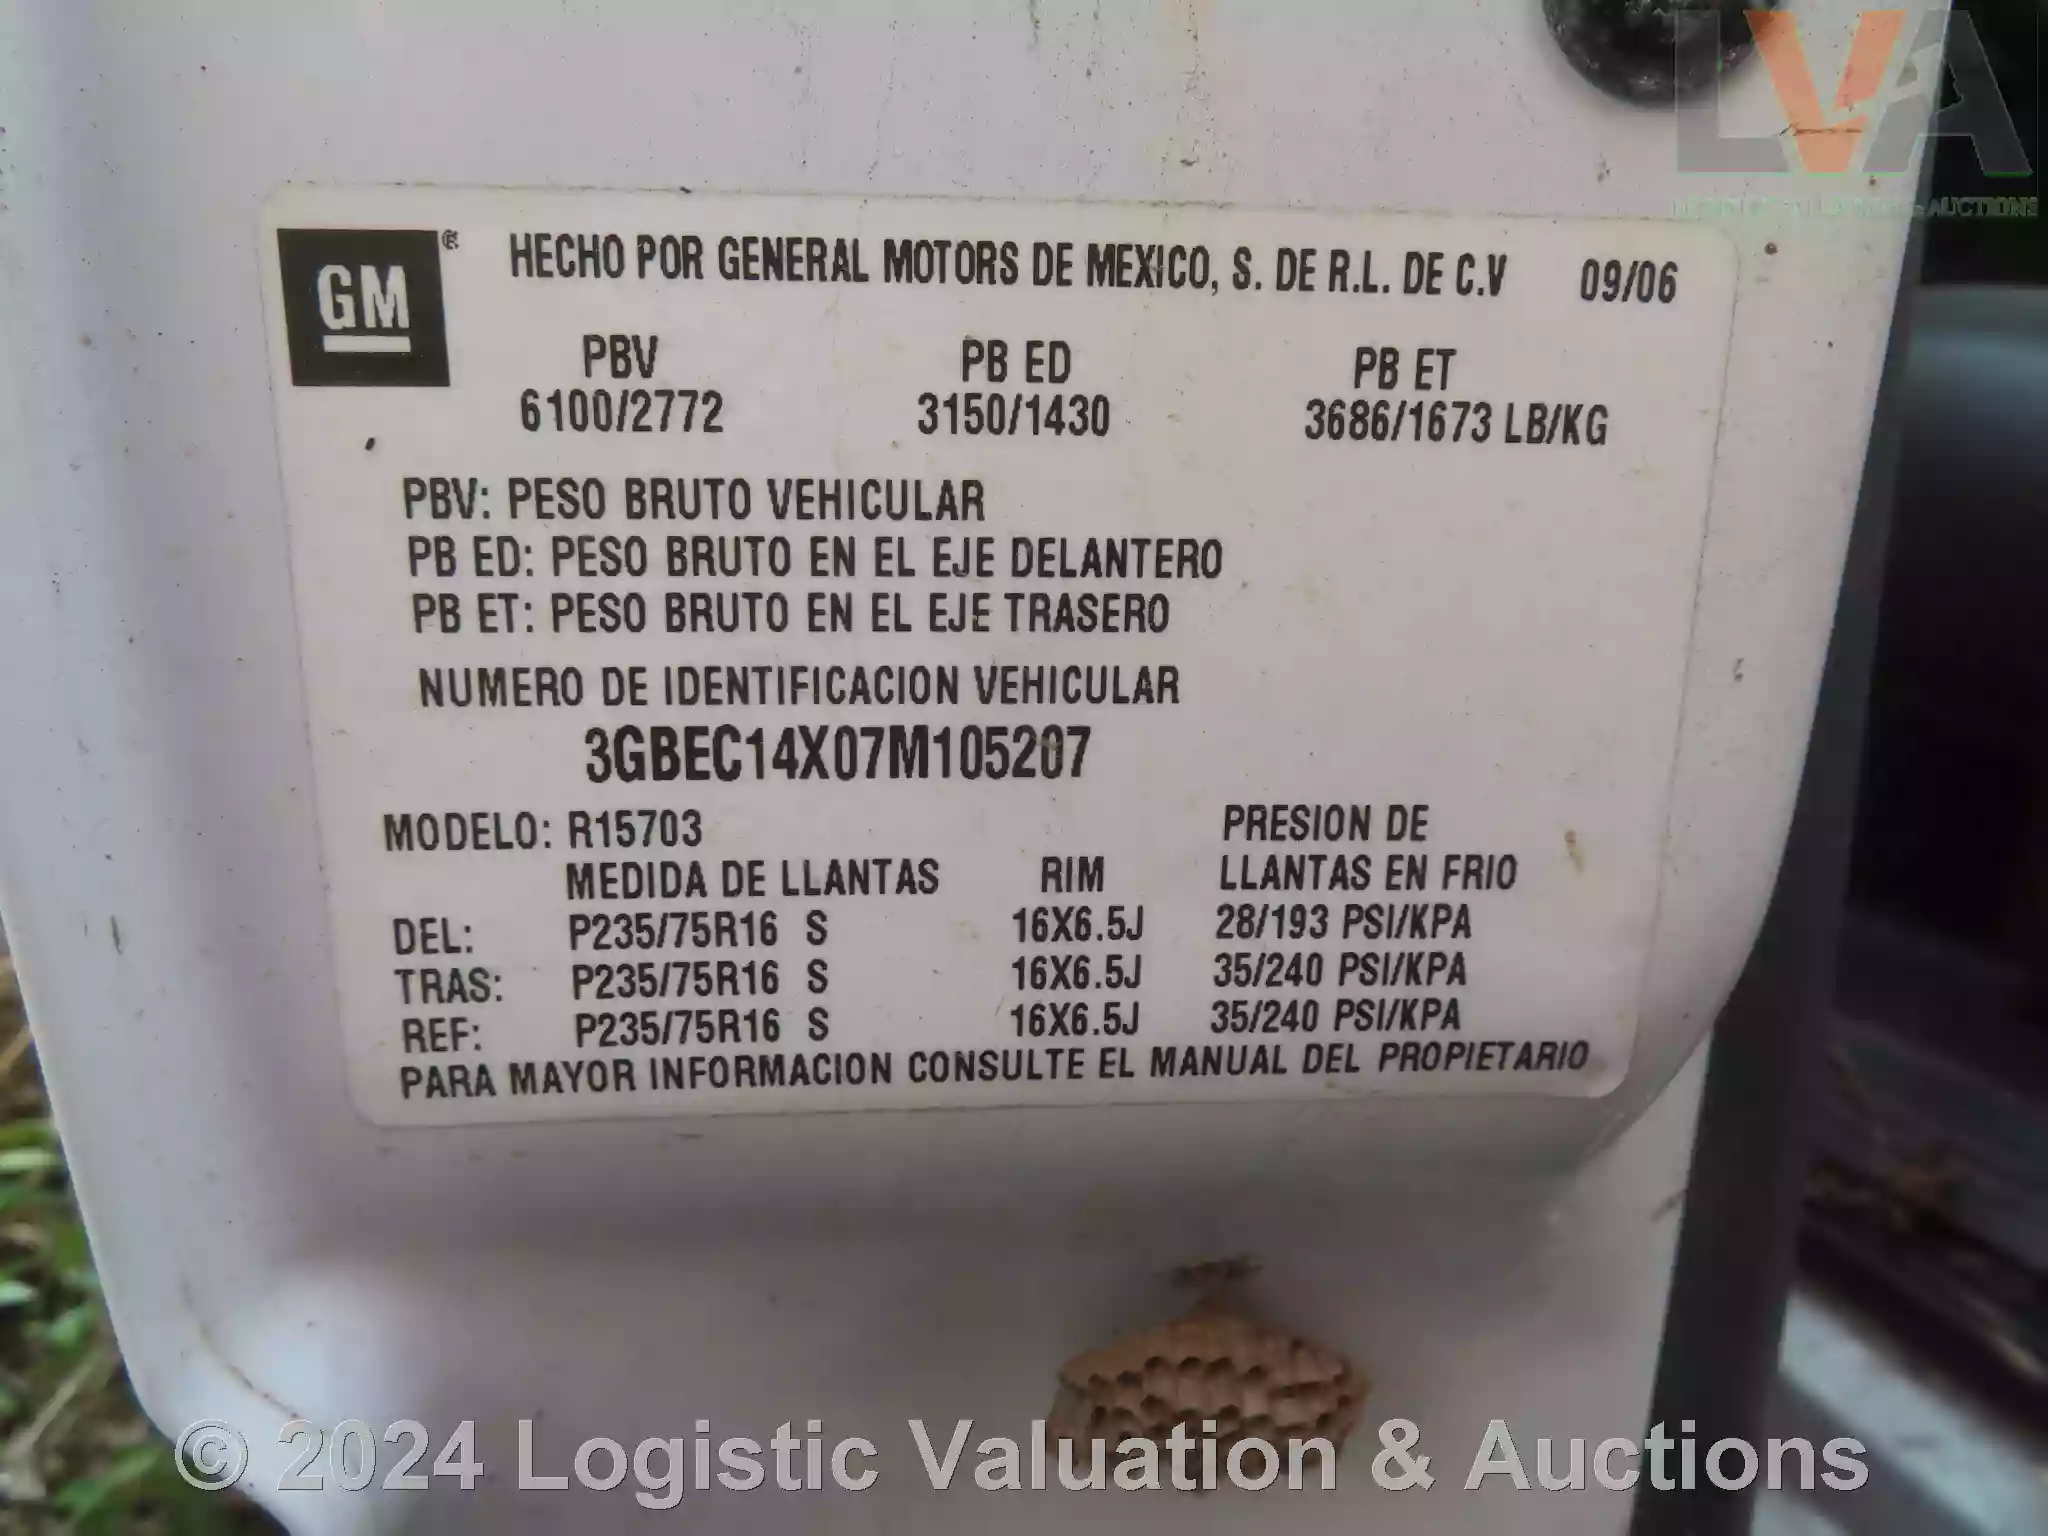 LVA
AUCTIONS
GM ®
HECHO POR GENERAL MOTORS DE MEXICO, S. DE R.L. DE C.V 09/06
PBV PB ED PB ET
6100/2772 3150/1430 3686/1673 LB/KG
PBV: PESO BRUTO VEHICULAR
PB ED: PESO BRUTO EN EL EJE DELANTERO
PB ET: PESO BRUTO EN EL EJE TRASERO
NUMERO DE IDENTIFICACION VEHICULAR
3GBEC14X07M105207
MODELO: R15703 PRESION DE
MEDIDA DE LLANTAS RIM LLANTAS EN FRIO
DEL: P235/75R16 S 16X6.5J 28/193 PSI/KPA
TRAS: P235/75R16 S 16X6.5J 35/240 PSI/KPA
REF: P235/75R16 S 16X6.5J 35/240 PSI/KPA
PARA MAYOR INFORMACION CONSULTE EL MANUAL DEL PROPIETARIO
© 2024 Logistic Valuation & Auctions